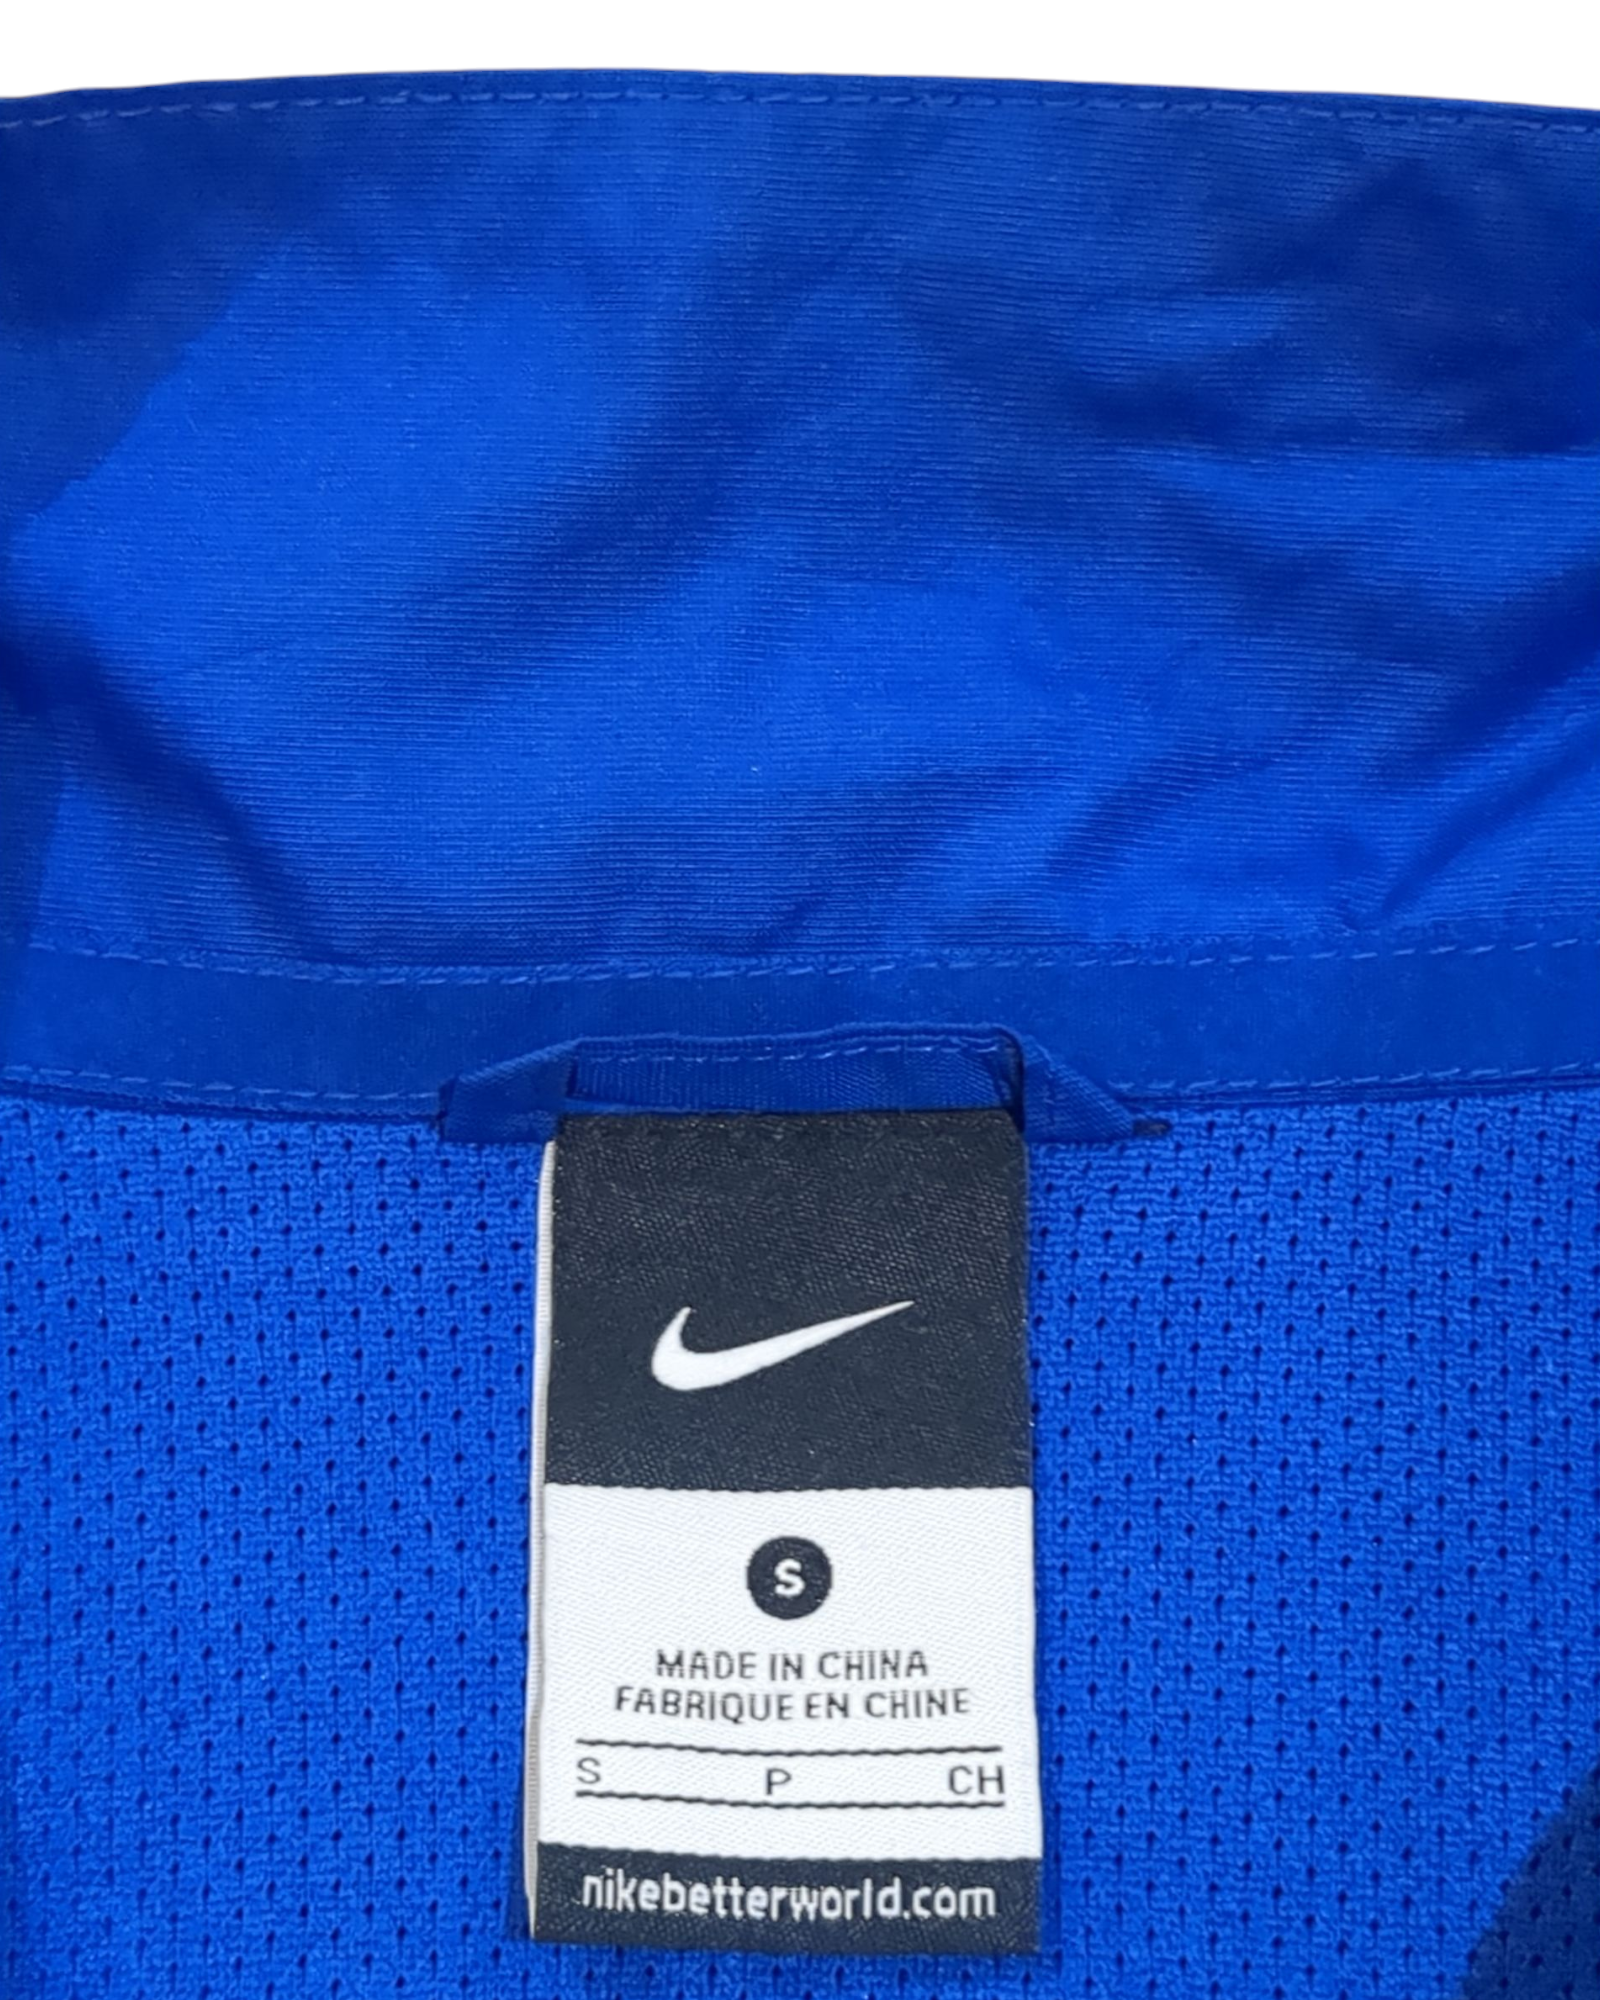 S
MADE IN CHINA
FABRIQUE EN CHINE
S P CH
nikebetterworld.com